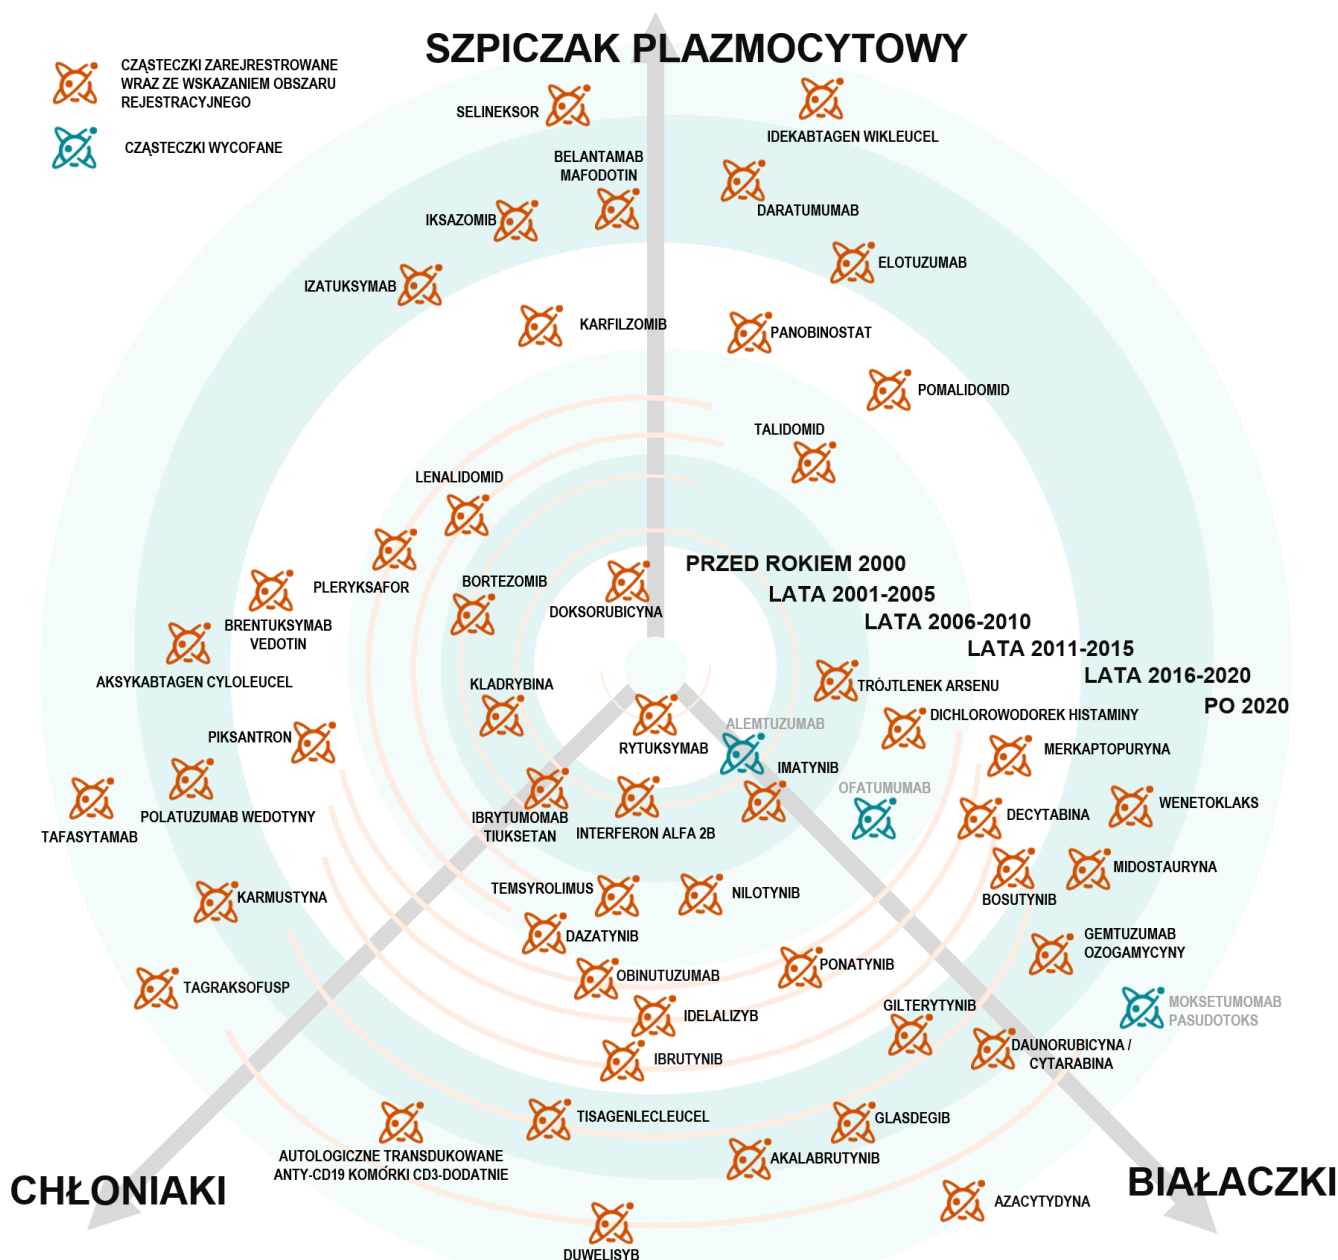 SZPICZAK PLAZMOCYTOWY
CZĄSTECZKI ZAREJRESTROWANE
WRAZ ZE WSKAZANIEM OBSZARU
REJESTRACYJNEGO
CZĄSTECZKI WYCOFANE
SELINEKSOR
IDEKABTAGEN WIKLEUCEL
BELANTAMAB
MAFODOTIN
DARATUMUMAB
IKSAZOMIB
ELOTUZUMAB
IZATUKSYMAB
KARFILZOMIB
PANOBINOSTAT
POMALIDOMID
TALIDOMID
LENALIDOMID
PLERYKSAFOR
BORTEZOMIB
DOKSORUBICYNA
PRZED ROKIEM 2000
LATA 2001-2005
LATA 2006-2010
LATA 2011-2015
LATA 2016-2020
PO 2020
BRENTUKSYMAB
VEDOTIN
AKSYKABTAGEN CYLOLEUCEL
KLADRYBINA
TRÓJTLENEK ARSENU
DICHLOROWODOREK HISTAMINY
PIKSANTRON
RYTUKSYMAB
ALEMTUZUMAB
MERKAPTOPURYNA
IMATYNIB
OFATUMUMAB
TAFASYTAMAB
POLATUZUMAB WEDOTYNY
IBRYTUMOMAB
TIUKSETAN
INTERFERON ALFA 2B
DECYTABINA
WENETOKLAKS
KARMUSTYNA
TEMSYROLIMUS
NILOTYNIB
BOSUTYNIB
MIDOSTAURYNA
DAZATYNIB
GEMTUZUMAB
OZOGAMYCYNY
TAGRAKSOFUSP
OBINUTUZUMAB
PONATYNIB
IDELALIZYB
GILTERYTYNIB
MOKSETUMOMAB
PASUDOTOKS
IBRUTYNIB
DAUNORUBICYNA /
CYTARABINA
TISAGENLECLEUCEL
GLASDEGIB
AUTOLOGICZNE TRANSDUKOWANE
ANTY-CD19 KOMÓRKI CD3-DODATNIE
AKALABRUTYNIB
CHŁONIAKI
BIAŁACZKI
AZACYTYDYNA
DUWELISYB